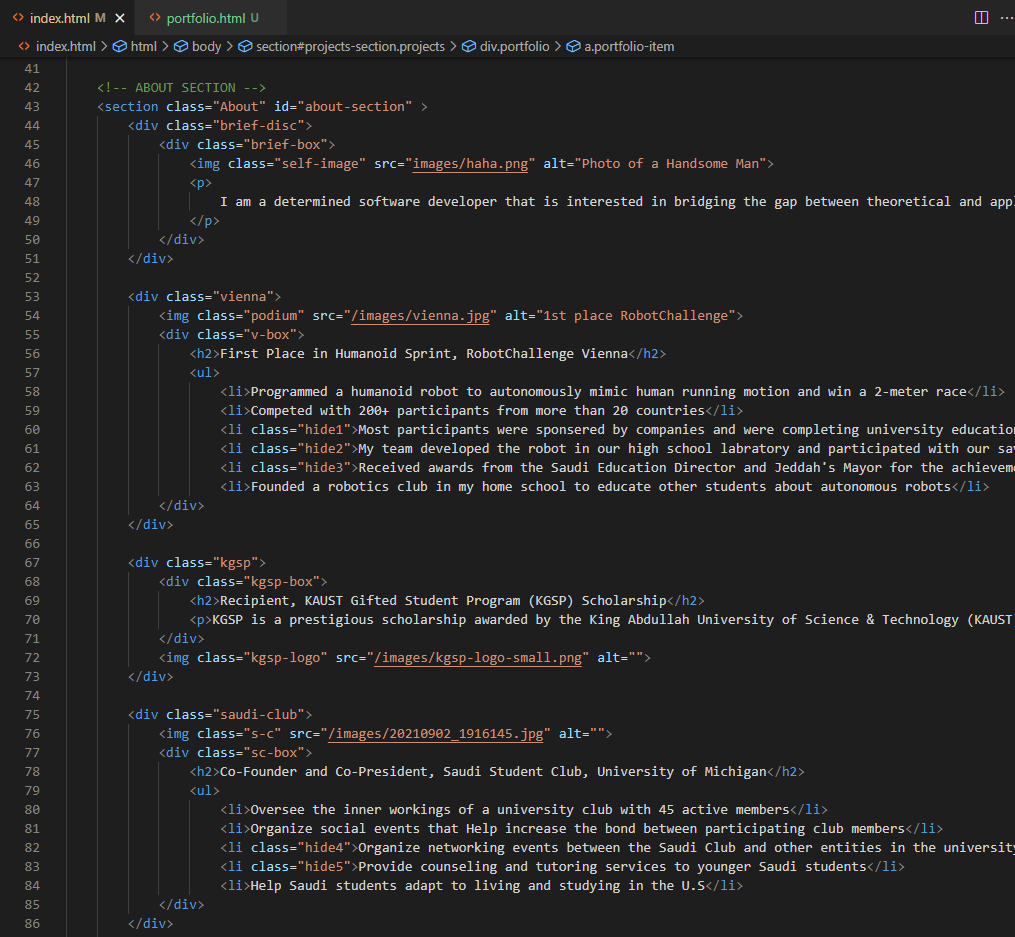 index.html M
portfolio.html U
index.html > html > body > section#projects-section.projects > div.portfolio > a.portfolio-item
41
42 <!-- ABOUT SECTION -->
43 <section class="About" id="about-section" >
44 <div class="brief-disc">
45 <div class="brief-box">
46 <img class="self-image" src="images/haha.png" alt="Photo of a Handsome Man">
47 <p>
48 I am a determined software developer that is interested in bridging the gap between theoretical and appl
49 </p>
50 </div>
51 </div>
52
53 <div class="vienna">
54 <img class="podium" src="/images/vienna.jpg" alt="1st place RobotChallenge">
55 <div class="v-box">
56 <h2>First Place in Humanoid Sprint, RobotChallenge Vienna</h2>
57 <ul>
58 <li>Programmed a humanoid robot to autonomously mimic human running motion and win a 2-meter race</li>
59 <li>Competed with 200+ participants from more than 20 countries</li>
60 <li class="hide1">Most participants were sponsered by companies and were completing university education
61 <li class="hide2">My team developed the robot in our high school labratory and participated with our sav
62 <li class="hide3">Received awards from the Saudi Education Director and Jeddah's Mayor for the achieveme
63 <li>Founded a robotics club in my home school to educate other students about autonomous robots</li>
64 </div>
65 </div>
66
67 <div class="kgsp">
68 <div class="kgsp-box">
69 <h2>Recipient, KAUST Gifted Student Program (KGSP) Scholarship</h2>
70 <p>KGSP is a prestigious scholarship awarded by the King Abdullah University of Science & Technology (KAUST
71 </div>
72 <img class="kgsp-logo" src="/images/kgsp-logo-small.png" alt="">
73 </div>
74
75 <div class="saudi-club">
76 <img class="s-c" src="/images/20210902_1916145.jpg" alt="">
77 <div class="sc-box">
78 <h2>Co-Founder and Co-President, Saudi Student Club, University of Michigan</h2>
79 <ul>
80 <li>Oversee the inner workings of a university club with 45 active members</li>
81 <li>Organize social events that Help increase the bond between participating club members</li>
82 <li class="hide4">Organize networking events between the Saudi Club and other entities in the university
83 <li class="hide5">Provide counseling and tutoring services to younger Saudi students</li>
84 <li>Help Saudi students adapt to living and studying in the U.S</li>
85 </div>
86 </div>